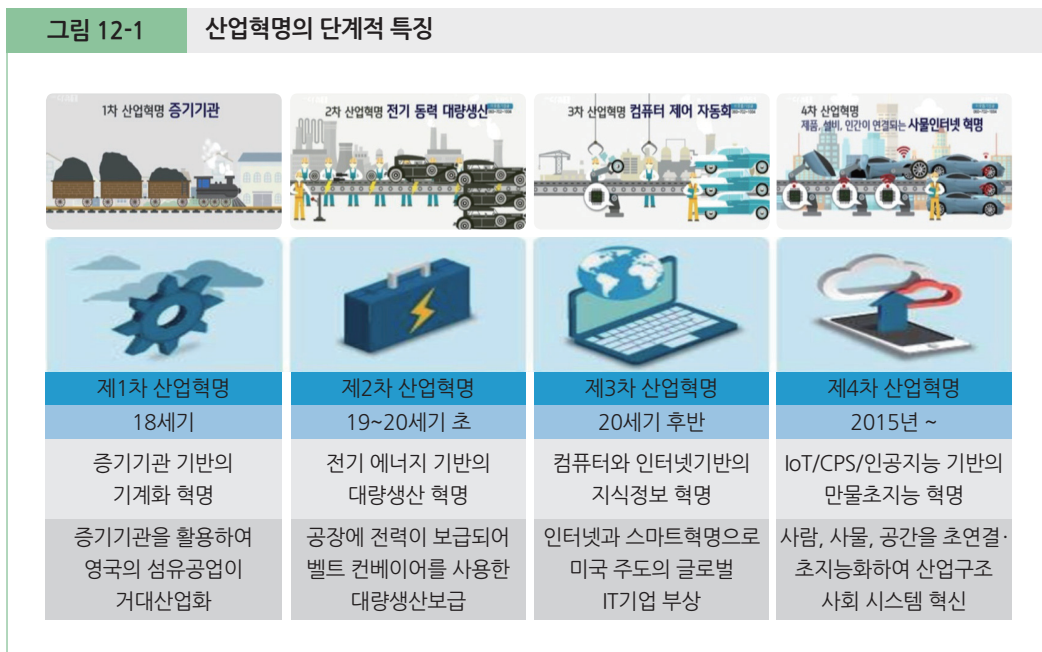 그림 12-1
산업혁명의 단계적 특징
1차 산업혁명 증기기관
2차 산업혁명 전기 동력 대량생산
3차 산업혁명 컴퓨터 제어 자동화
4차 산업혁명
제품, 설비, 인간이 연결되는 사물인터넷 혁명
제1차 산업혁명
18세기
증기기관 기반의
기계화 혁명
증기기관을 활용하여
영국의 섬유공업이
거대산업화
제2차 산업혁명
19~20세기 초
전기 에너지 기반의
대량생산 혁명
공장에 전력이 보급되어
벨트 컨베이어를 사용한
대량생산보급
제3차 산업혁명
20세기 후반
컴퓨터와 인터넷기반의
지식정보 혁명
인터넷과 스마트혁명으로
미국 주도의 글로벌
IT기업 부상
제4차 산업혁명
2015년 ~
IoT/CPS/인공지능 기반의
만물초지능 혁명
사람, 사물, 공간을 초연결·
초지능화하여 산업구조
사회 시스템 혁신